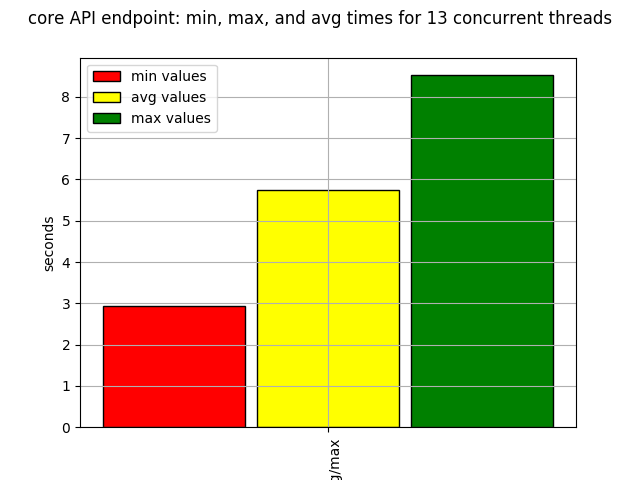 core API endpoint: min, max, and avg times for 13 concurrent threads
min values
avg values
max values
8
7
6
5
4
3
2
1
0
seconds
g/max